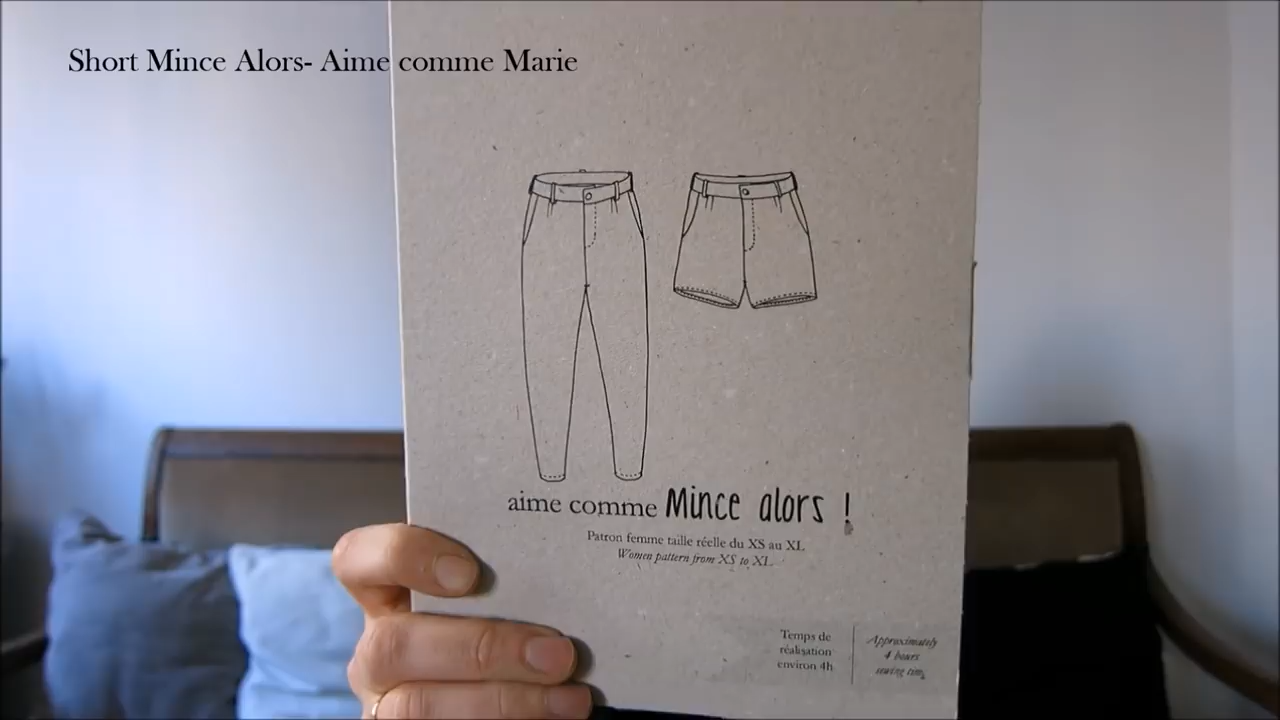 Short Mince Alors- Aime comme Marie
aime comme Mince alors !
Patron femme taille réelle du XS au XL
Women pattern from XS to XL
Temps de
réalisation
environ 4h
Approximately
4 hours
sewing time